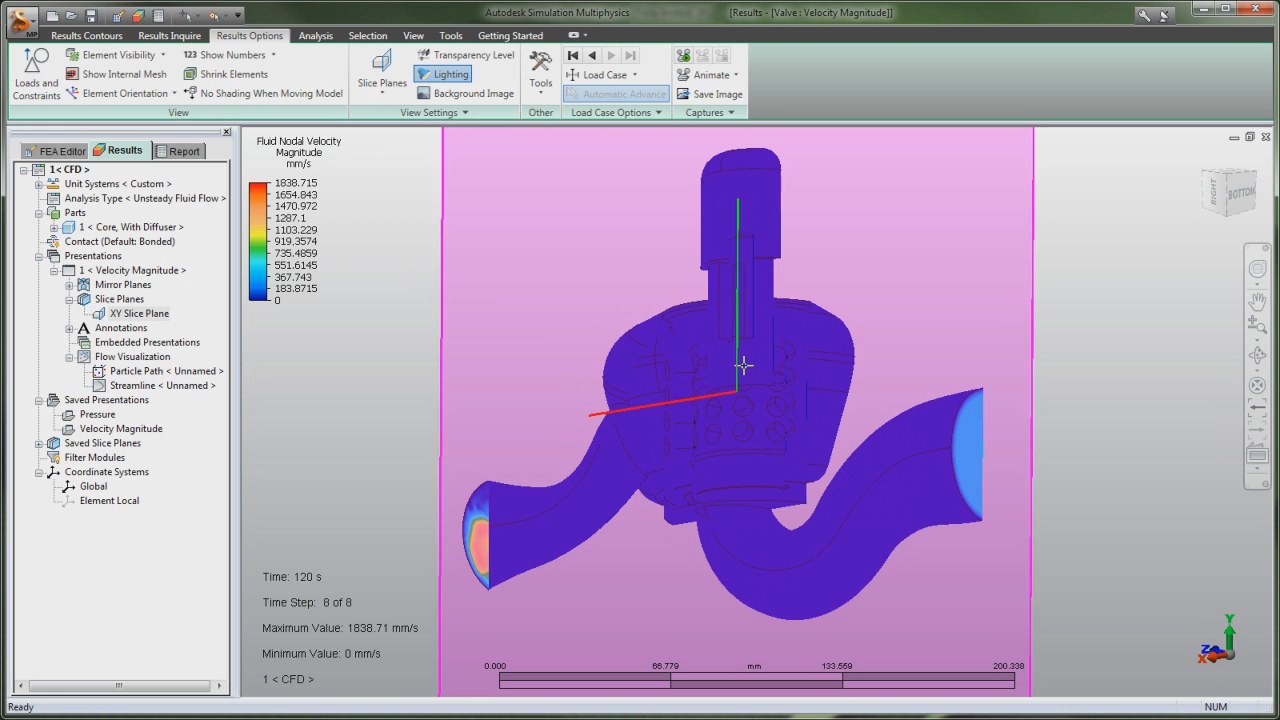 Autodesk Simulation Multiphysics
[Results - [Valve : Velocity Magnitude]]
MP
Results Contours
Results Inquire
Results Options
Analysis
Selection
View
Tools
Getting Started
Loads and
Constraints
Element Visibility
Show Internal Mesh
Element Orientation
123 Show Numbers
Shrink Elements
No Shading When Moving Model
View
Slice Planes
Transparency Level
Lighting
Background Image
View Settings
Tools
Other
Load Case
Automatic Advance
Load Case Options
Animate
Save Image
Captures
FEA Editor
Results
Report
1 < CFD >
Unit Systems < Custom >
Analysis Type < Unsteady Fluid Flow >
Parts
1 < Core, With Diffuser >
Contact (Default: Bonded)
Presentations
1 < Velocity Magnitude >
Mirror Planes
Slice Planes
XY Slice Plane
A Annotations
Embedded Presentations
Flow Visualization
Particle Path < Unnamed >
Streamline < Unnamed >
Saved Presentations
Pressure
Velocity Magnitude
Saved Slice Planes
Filter Modes
Coordinate Systems
Global
Element Local
Fluid Nodal Velocity
Magnitude
mm/s
1838.715
1654.843
1470.972
1287.1
1103.229
919.3574
735.4859
551.6145
367.743
183.8715
0
RIGHT
BOTTOM
Time: 120 s
Time Step: 8 of 8
Maximum Value: 1838.71 mm/s
Minimum Value: 0 mm/s
1 < CFD >
0.000
66.779
mm
133.559
200.338
Y
Z
X
Ready
NUM